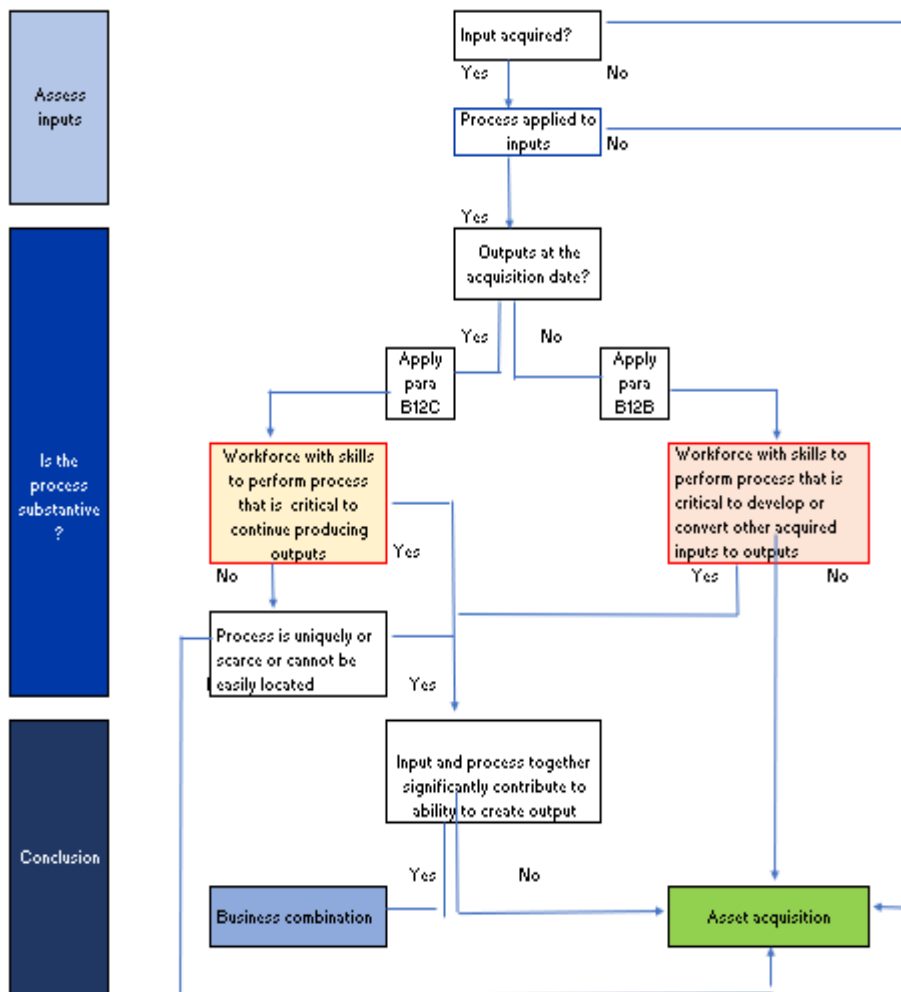 Input acquired?
Yes
No
Assess
inputs
Process applied to
inputs
No
Yes
Outputs at the
acquisition date?
Yes
No
Apply
para
B12C
Apply
para
B12B
Is the
process
substantive
?
Workforce with skills
to perform process
that is critical to
continue producing
outputs
Workforce with skills to
perform process that is
critical to develop or
convert other acquired
inputs to outputs
Yes
No
Yes
No
Process is uniquely or
scarce or cannot be
easily located
Yes
Input and process together
significantly contribute to
ability to create output
Conclusion
Yes
No
Business combination
Asset acquisition